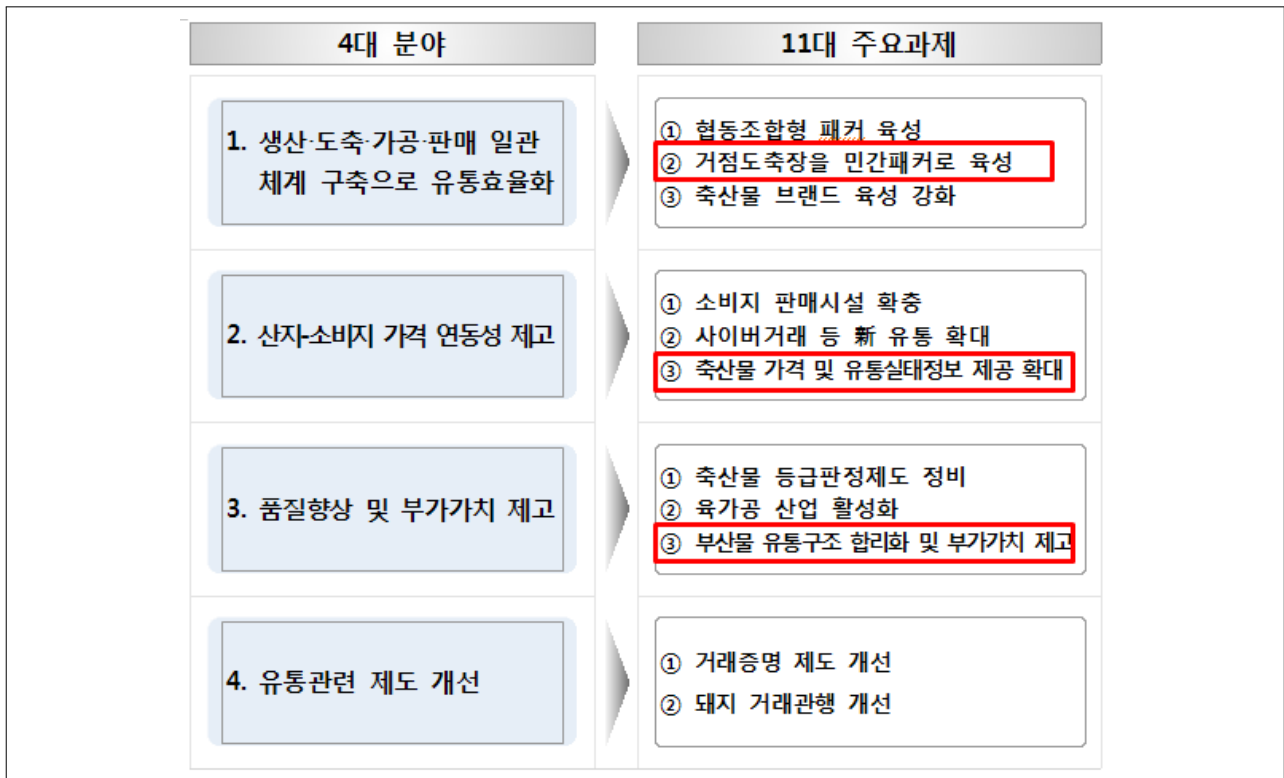 4대 분야
11대 주요과제
1. 생산·도축·가공·판매 일관
체계 구축으로 유통효율화
① 협동조합형 패커 육성
② 거점도축장을 민간패커로 육성
③ 축산물 브랜드 육성 강화
2. 산지-소비지 가격 연동성 제고
① 소비지 판매시설 확충
② 사이버거래 등 新 유통 확대
③ 축산물 가격 및 유통실태정보 제공 확대
3. 품질향상 및 부가가치 제고
① 축산물 등급판정제도 정비
② 육가공 산업 활성화
③ 부산물 유통구조 합리화 및 부가가치 제고
4. 유통관련 제도 개선
① 거래증명 제도 개선
② 돼지 거래관행 개선